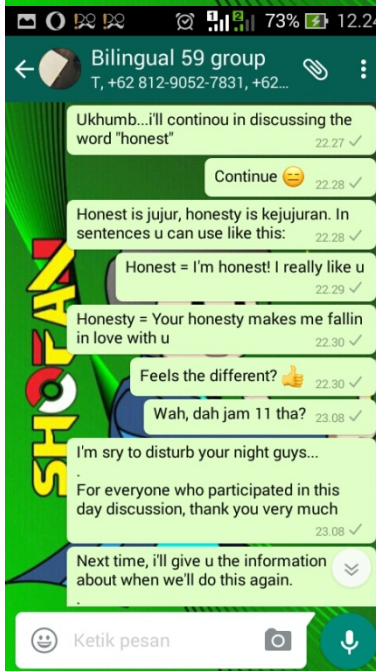 73% 12.24
Bilingual 59 group
T, +62 812-9052-7831, +62...
Ukhumb...i'll continou in discussing the
word "honest"
22.27
Continue 😑 22.28
Honest is jujur, honesty is kejujuran. In
sentences u can use like this:
22.28
Honest = I'm honest! I really like u
22.29
Honesty = Your honesty makes me fallin
in love with u
22.30
Feels the different? 👍 22.30
Wah, dah jam 11 tha? 23.08
I'm sry to disturb your night guys...
.
For everyone who participated in this
day discussion, thank you very much
23.08
Next time, i'll give u the information
about when we'll do this again.
.
SHOFAN
Ketik pesan